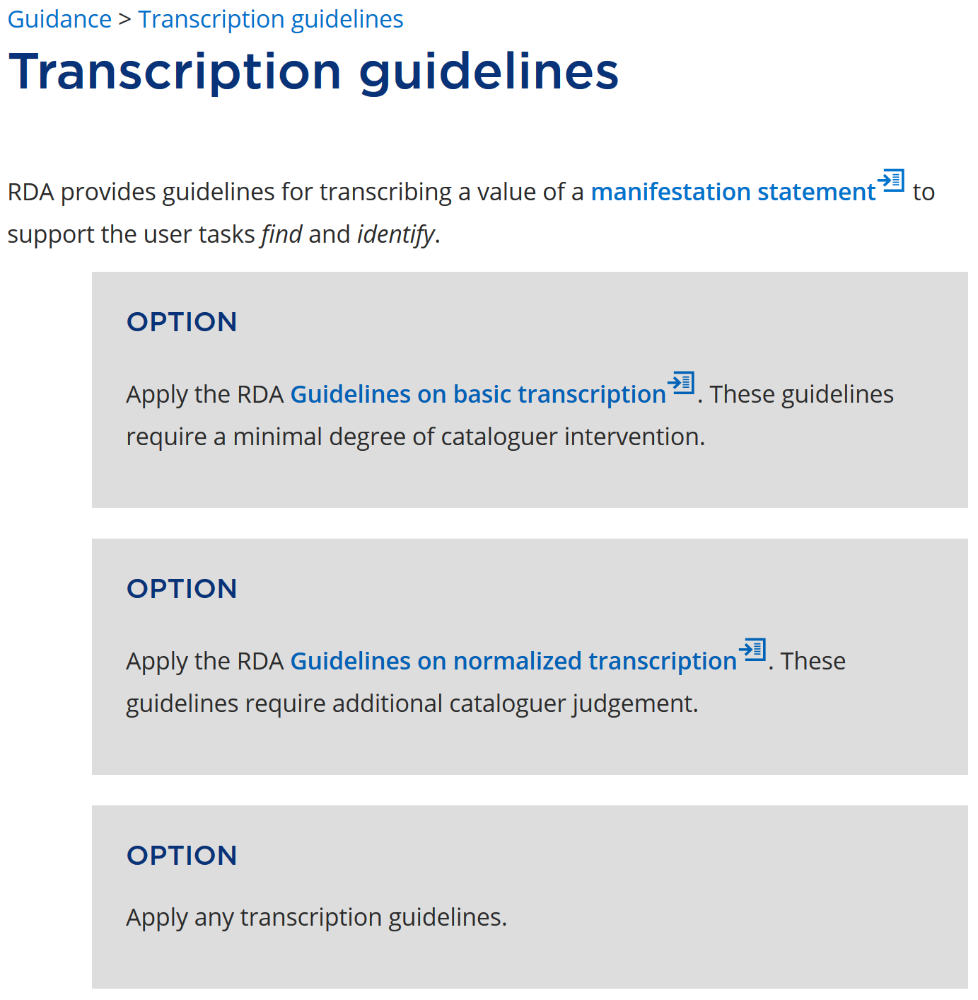 Guidance > Transcription guidelines
Transcription guidelines
RDA provides guidelines for transcribing a value of a manifestation statement to
support the user tasks find and identify.
OPTION
Apply the RDA Guidelines on basic transcription. These guidelines
require a minimal degree of cataloguer intervention.
OPTION
Apply the RDA Guidelines on normalized transcription. These
guidelines require additional cataloguer judgement.
OPTION
Apply any transcription guidelines.